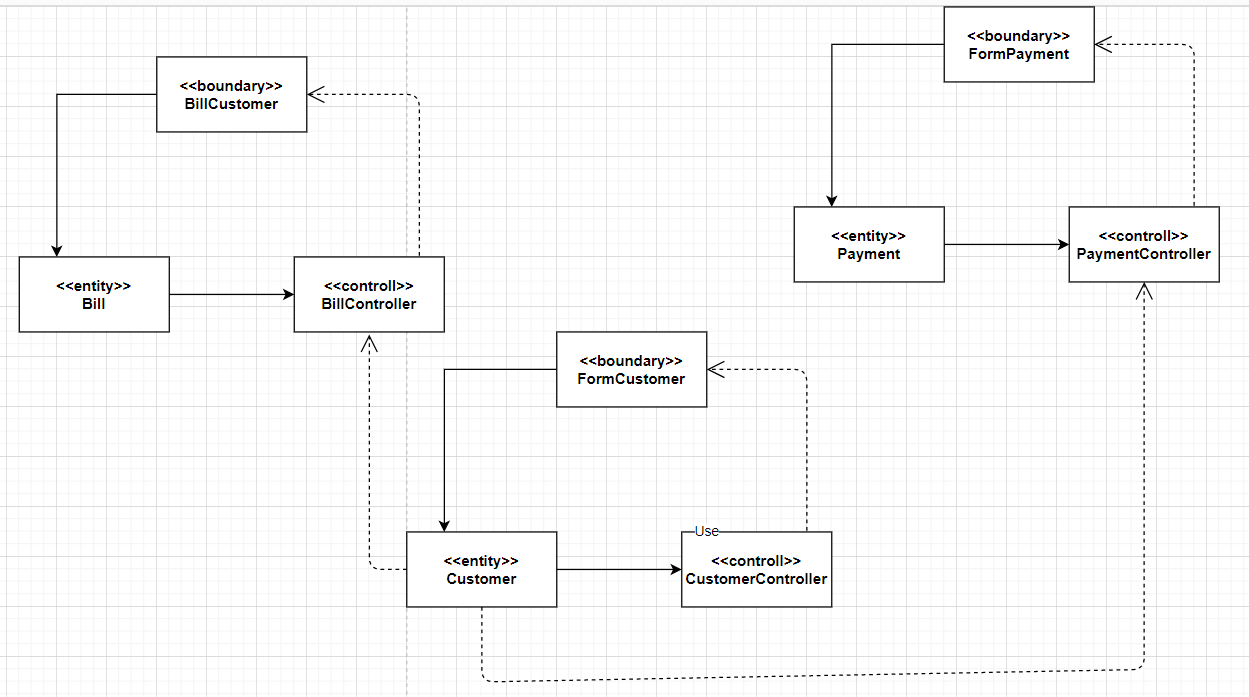 <<boundary>>
FormPayment
<<boundary>>
BillCustomer
<<entity>>
Payment
<<controll>>
PaymentController
<<entity>>
Bill
<<controll>>
BillController
<<boundary>>
FormCustomer
Use
<<entity>>
Customer
<<controll>>
CustomerController